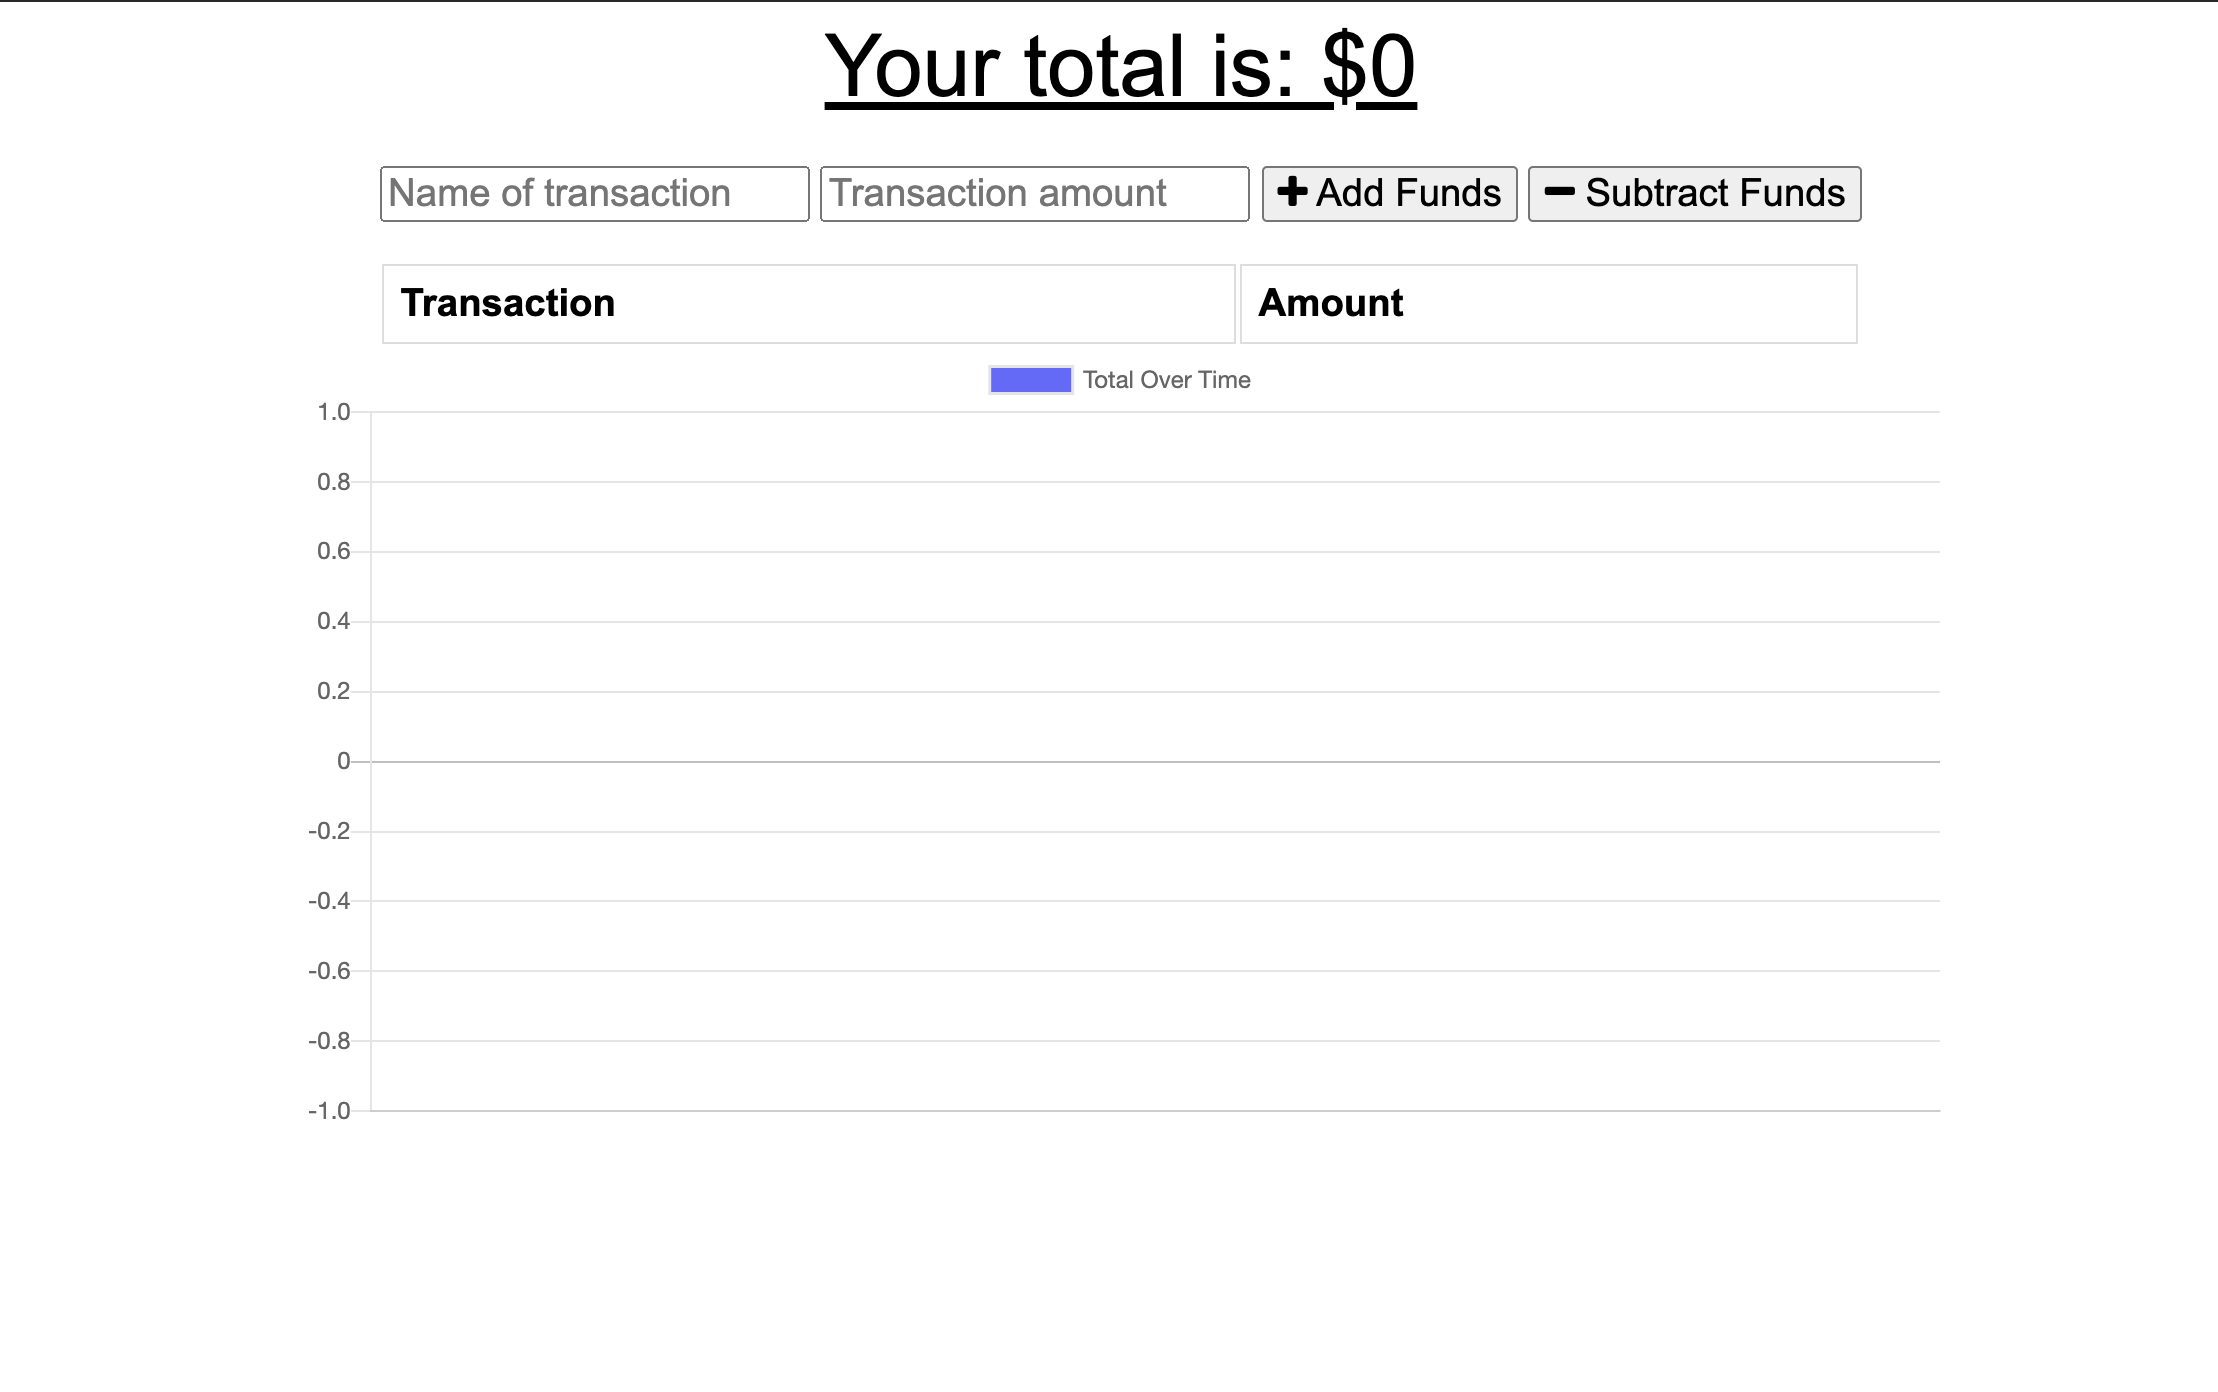 Your total is: $0
Name of transaction Transaction amount Add Funds Subtract Funds
Transaction Amount
Total Over Time
1.0
0.8
0.6
0.4
0.2
0
-0.2
-0.4
-0.6
-0.8
-1.0